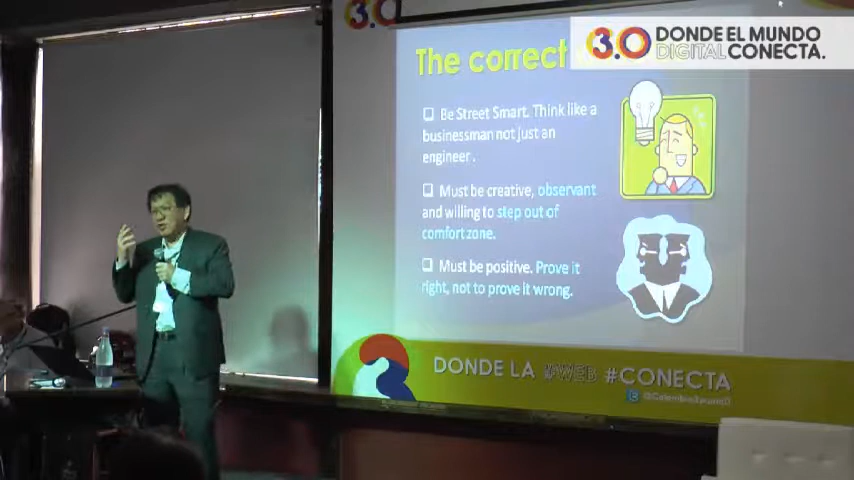 3.0
3.0
DONDE EL MUNDO
DIGITAL CONECTA.
The correct
❑ Be Street Smart. Think like a
businessman not just an
engineer.
❑ Must be creative, observant
and willing to step out of
comfort zone.
❑ Must be positive. Prove it
right, not to prove it wrong.
DONDE LA #WEB #CONECTA